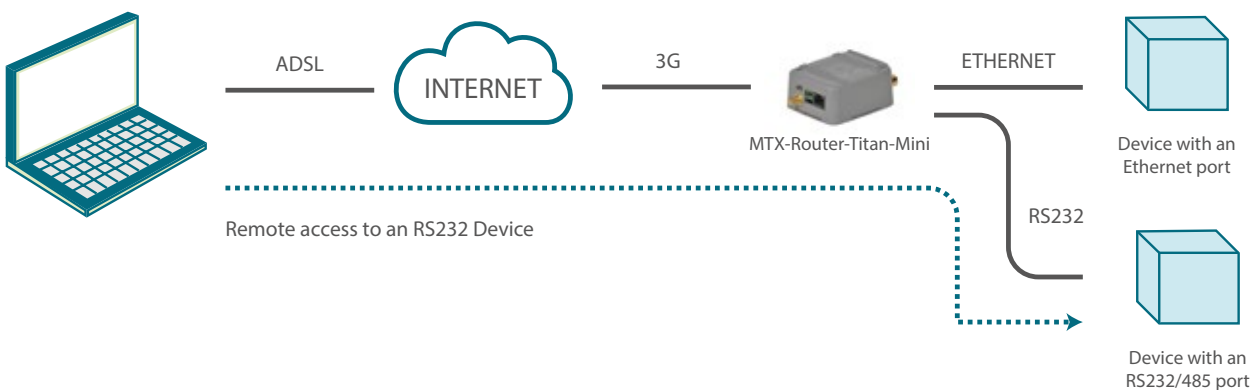 ADSL
INTERNET
3G
ETHERNET
MTX-Router-Titan-Mini
Device with an
Ethernet port
RS232
Remote access to an RS232 Device
Device with an
RS232/485 port